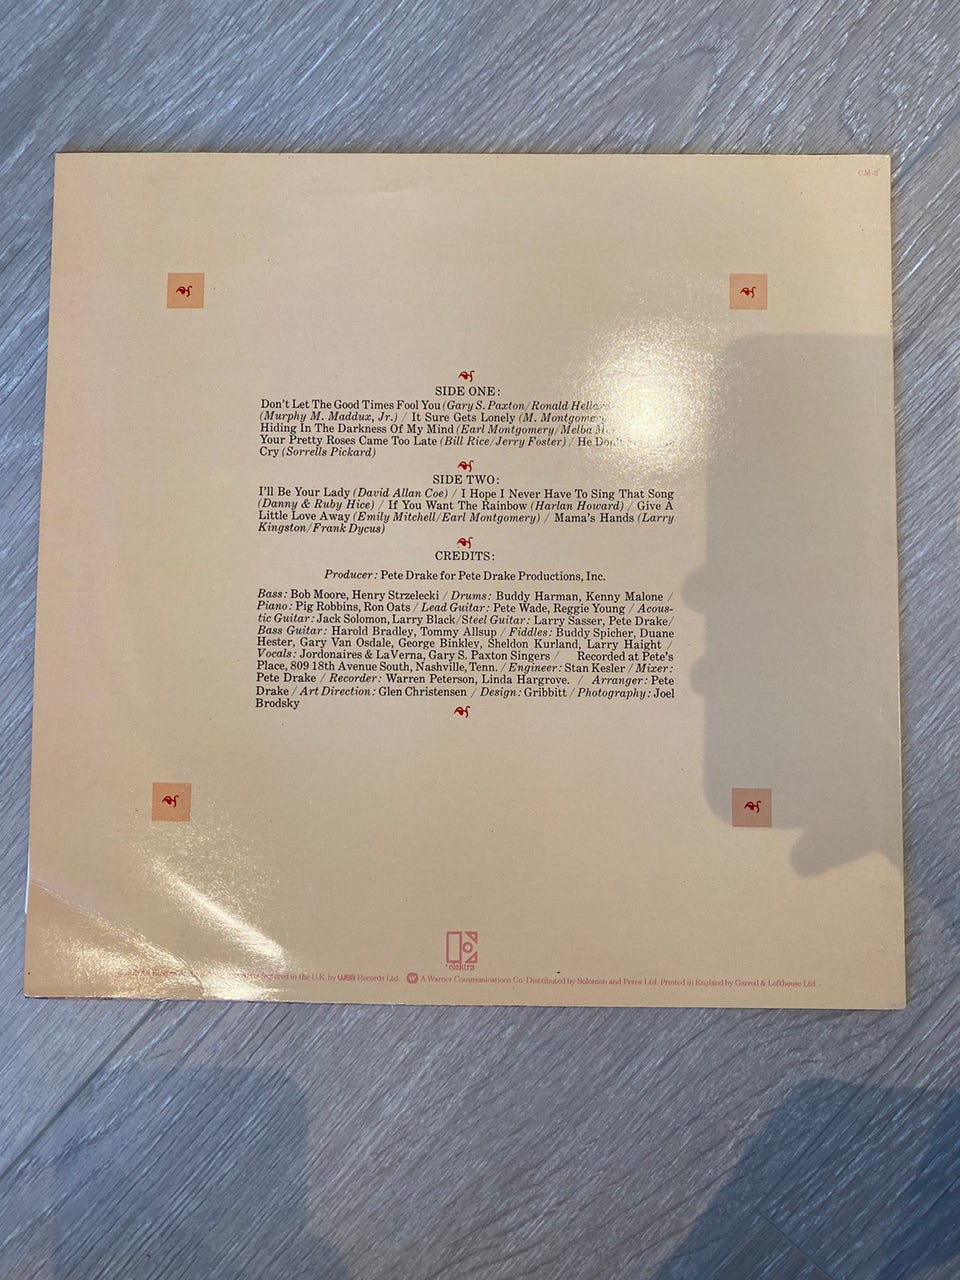 CM-3
SIDE ONE:
Don't Let The Good Times Fool You (Gary S. Paxton/Ronald
(Murphy M. Maddux, Jr.) / It Sure Gets Lonely (M.
Hiding In The Darkness Of My Mind (Earl Montgomery/Melba
Your Pretty Roses Came Too Late (Bill Rice/Jerry Foster) / He
Cry (Sorrells Pickard)
SIDE TWO:
I'll Be Your Lady (David Allan Coe) / I Hope I Never Have To Sing That Song
(Danny & Ruby Hice) / If You Want The Rainbow (Harlan Howard) / Give A
Little Love Away (Emily Mitchell/Earl Montgomery) / Mama's Hands (Larry
Kingston/Frank Dycus)
CREDITS:
Producer: Pete Drake for Pete Drake Productions, Inc.
Bass: Bob Moore, Henry Strzelecki / Drums: Buddy Harman, Kenny Malone /
Piano: Pig Robbins, Ron Oats / Lead Guitar: Pete Wade, Reggie Young / Acous-
tic Guitar: Jack Solomon, Larry Black/Steel Guitar: Larry Sasser, Pete Drake/
Bass Guitar: Harold Bradley, Tommy Allsup / Fiddles: Buddy Spicher, Duane
Hester, Gary Van Osdale, George Binkley, Sheldon Kurland, Larry Haight /
Vocals: Jordonaires & LaVerna, Gary S. Paxton Singers / Recorded at Pete's
Place, 809 18th Avenue South, Nashville, Tenn. / Engineer: Stan Kesler / Mixer:
Pete Drake / Recorder: Warren Peterson, Linda Hargrove. / Arranger: Pete
Drake / Art Direction: Glen Christensen / Design: Gribbitt / Photography: Joel
Brodsky
elektra
in the U.K. by wea Records Ltd. W A Warner Communications Co. Distributed by Solomon and Peres Ltd. Printed in England by Garrod & Lofthouse Ltd.